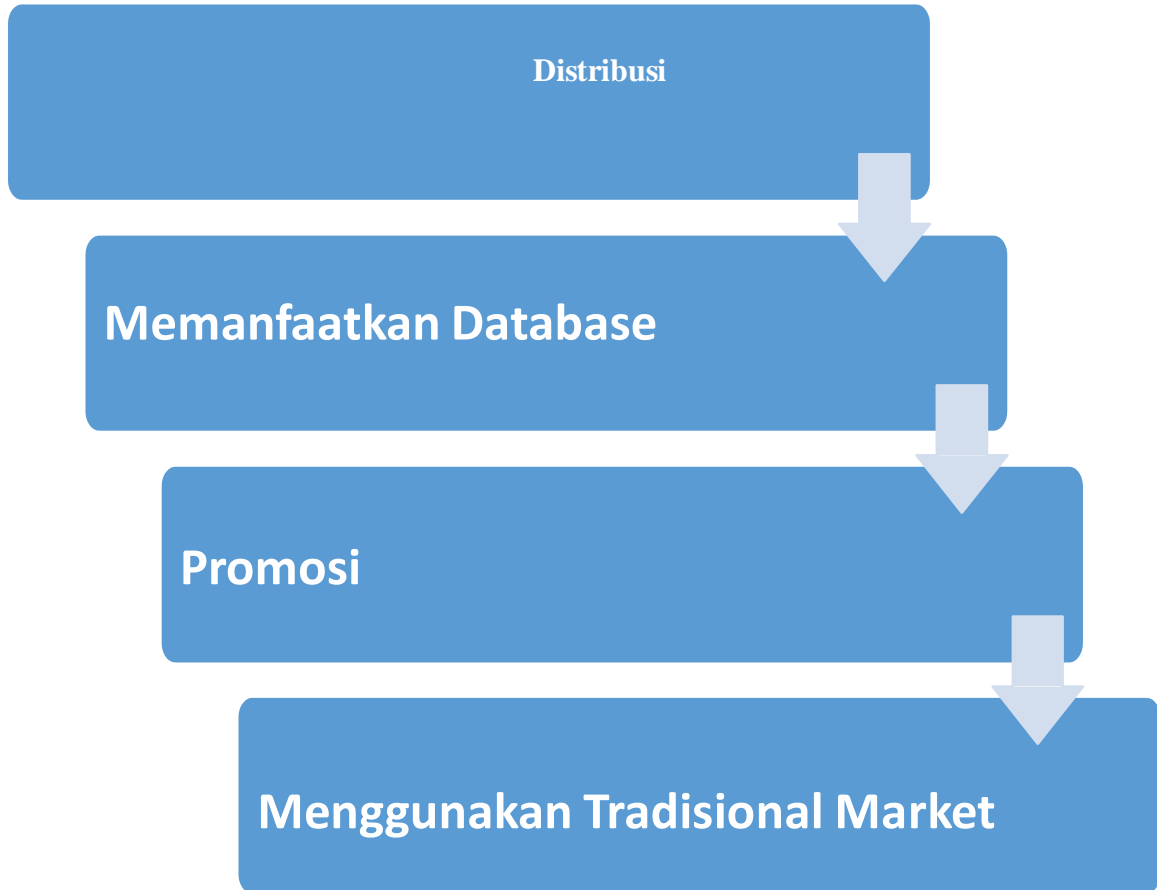 Distribusi
Memanfaatkan Database
Promosi
Menggunakan Tradisional Market